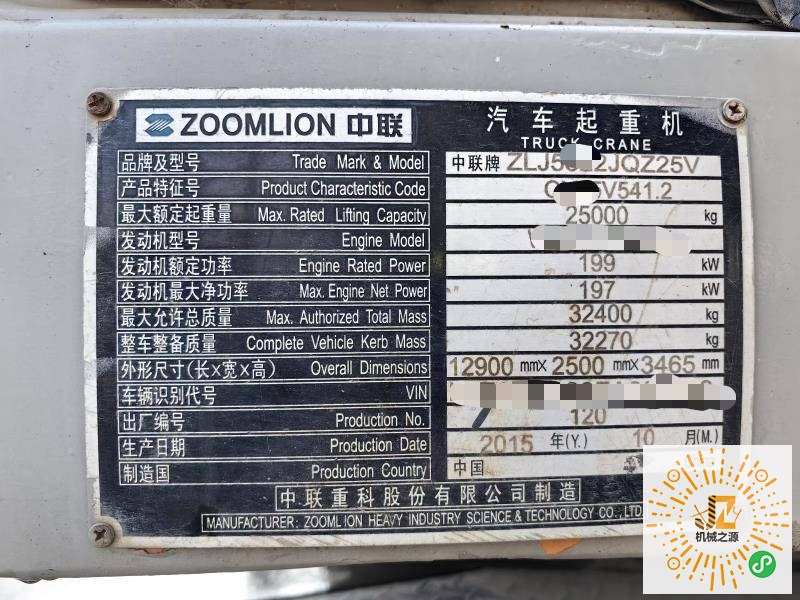 ZOOMLION 中联
汽车起重机
TRUCK CRANE
品牌及型号 Trade Mark & Model 中联牌
产品特征号 Product Characteristic Code V541.2
最大额定起重量 Max. Rated Lifting Capacity 25000 kg
发动机型号 Engine Model
发动机额定功率 Engine Rated Power 199 kW
发动机最大净功率 Max. Engine Net Power 197 kW
最大允许总质量 Max. Authorized Total Mass 32400 kg
整车整备质量 Complete Vehicle Kerb Mass 32270 kg
外形尺寸(长×宽×高) Overall Dimensions 12900 mm× 2500 mm× 3465 mm
车辆识别代号 VIN
出厂编号 Production No. 120
生产日期 Production Date 2015 年(Y.) 10 月(M.)
制造国 Production Country 中国
中联重科股份有限公司制造
MANUFACTURER: ZOOMLION HEAVY INDUSTRY SCIENCE & TECHNOLOGY CO., LTD
JZ
机械之源